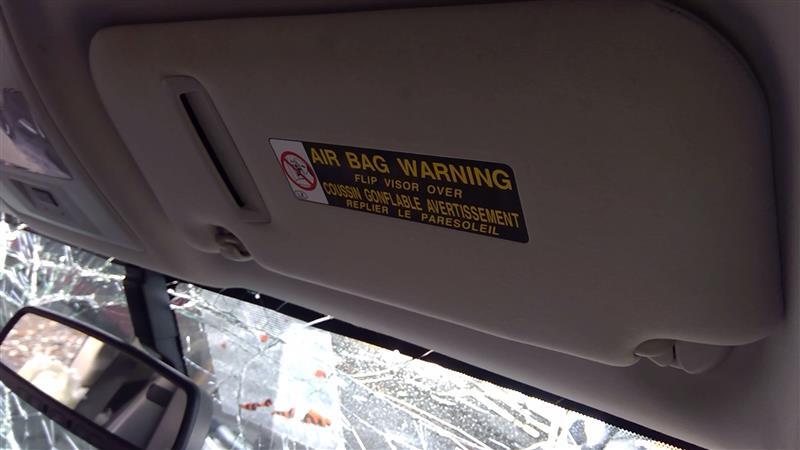 AIR BAG WARNING
FLIP VISOR OVER
COUSSIN GONFLABLE AVERTISSEMENT
REPLIER LE PARESOLEIL